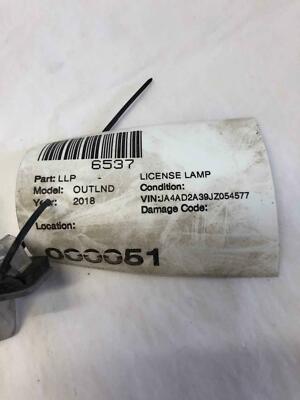 6537
Part: LLP - LICENSE LAMP
Model: OUTLND Condition:
Year: 2018 VIN:JA4AD2A39JZ054577
Damage Code:
Location:
000051